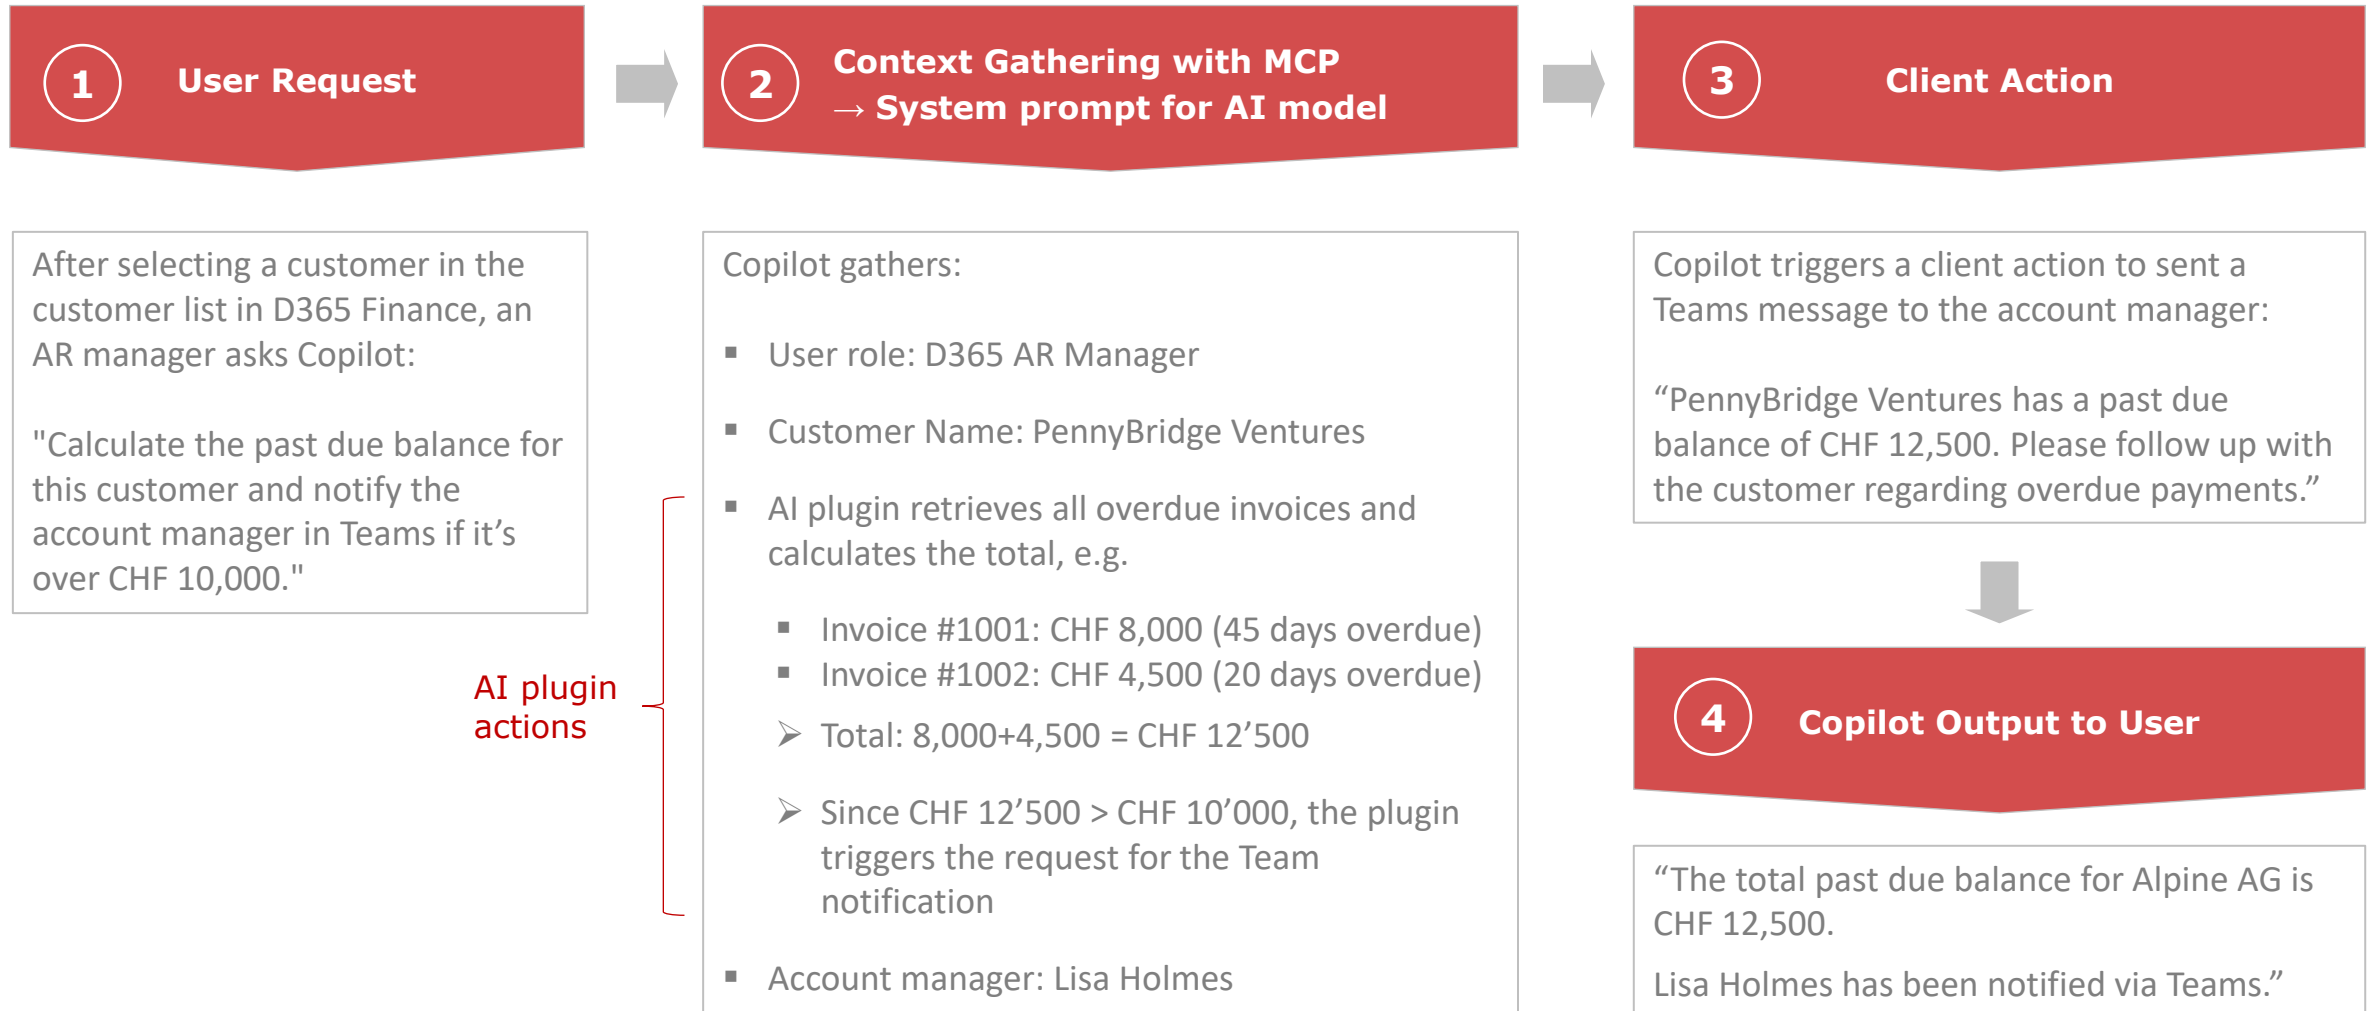 1
User Request
After selecting a customer in the
customer list in D365 Finance, an
AR manager asks Copilot:
"Calculate the past due balance for
this customer and notify the
account manager in Teams if it’s
over CHF 10,000."
2
Context Gathering with MCP
→ System prompt for AI model
Copilot gathers:
▪ User role: D365 AR Manager
▪ Customer Name: PennyBridge Ventures
▪ AI plugin retrieves all overdue invoices and
calculates the total, e.g.
▪ Invoice #1001: CHF 8,000 (45 days overdue)
▪ Invoice #1002: CHF 4,500 (20 days overdue)
➢ Total: 8,000+4,500 = CHF 12’500
➢ Since CHF 12’500 > CHF 10’000, the plugin
triggers the request for the Team
notification
▪ Account manager: Lisa Holmes
AI plugin
actions
3
Client Action
Copilot triggers a client action to sent a
Teams message to the account manager:
“PennyBridge Ventures has a past due
balance of CHF 12,500. Please follow up with
the customer regarding overdue payments.”
4
Copilot Output to User
“The total past due balance for Alpine AG is
CHF 12,500.
Lisa Holmes has been notified via Teams.”